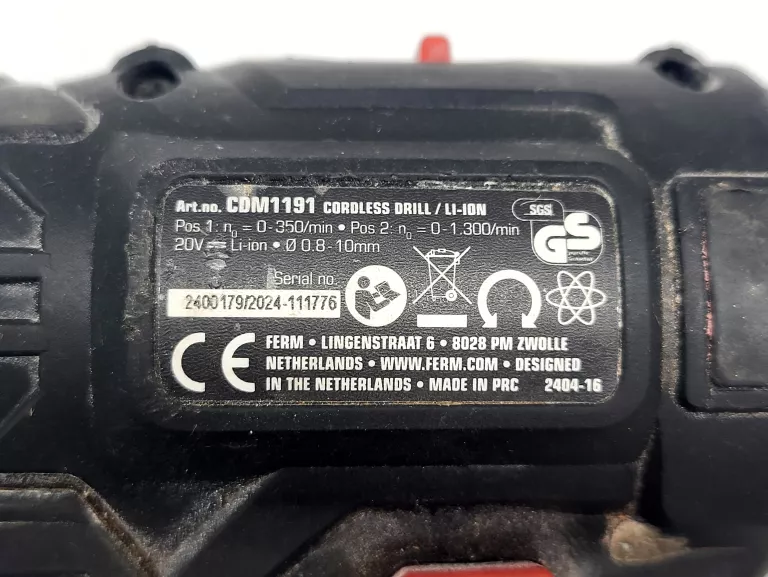 Art.no. CDM1191 CORDLESS DRILL / LI-ION
Pos 1: n0 = 0-350/min • Pos 2: n0 = 0-1.300/min
20V ⎓ Li-ion • Ø 0.8-10mm
SGS
GS
geprüfte
Sicherheit
Serial no.
2400179/2024-111776
CE
FERM • LINGENSTRAAT 6 • 8028 PM ZWOLLE
NETHERLANDS • WWW.FERM.COM • DESIGNED
IN THE NETHERLANDS • MADE IN PRC 2404-16